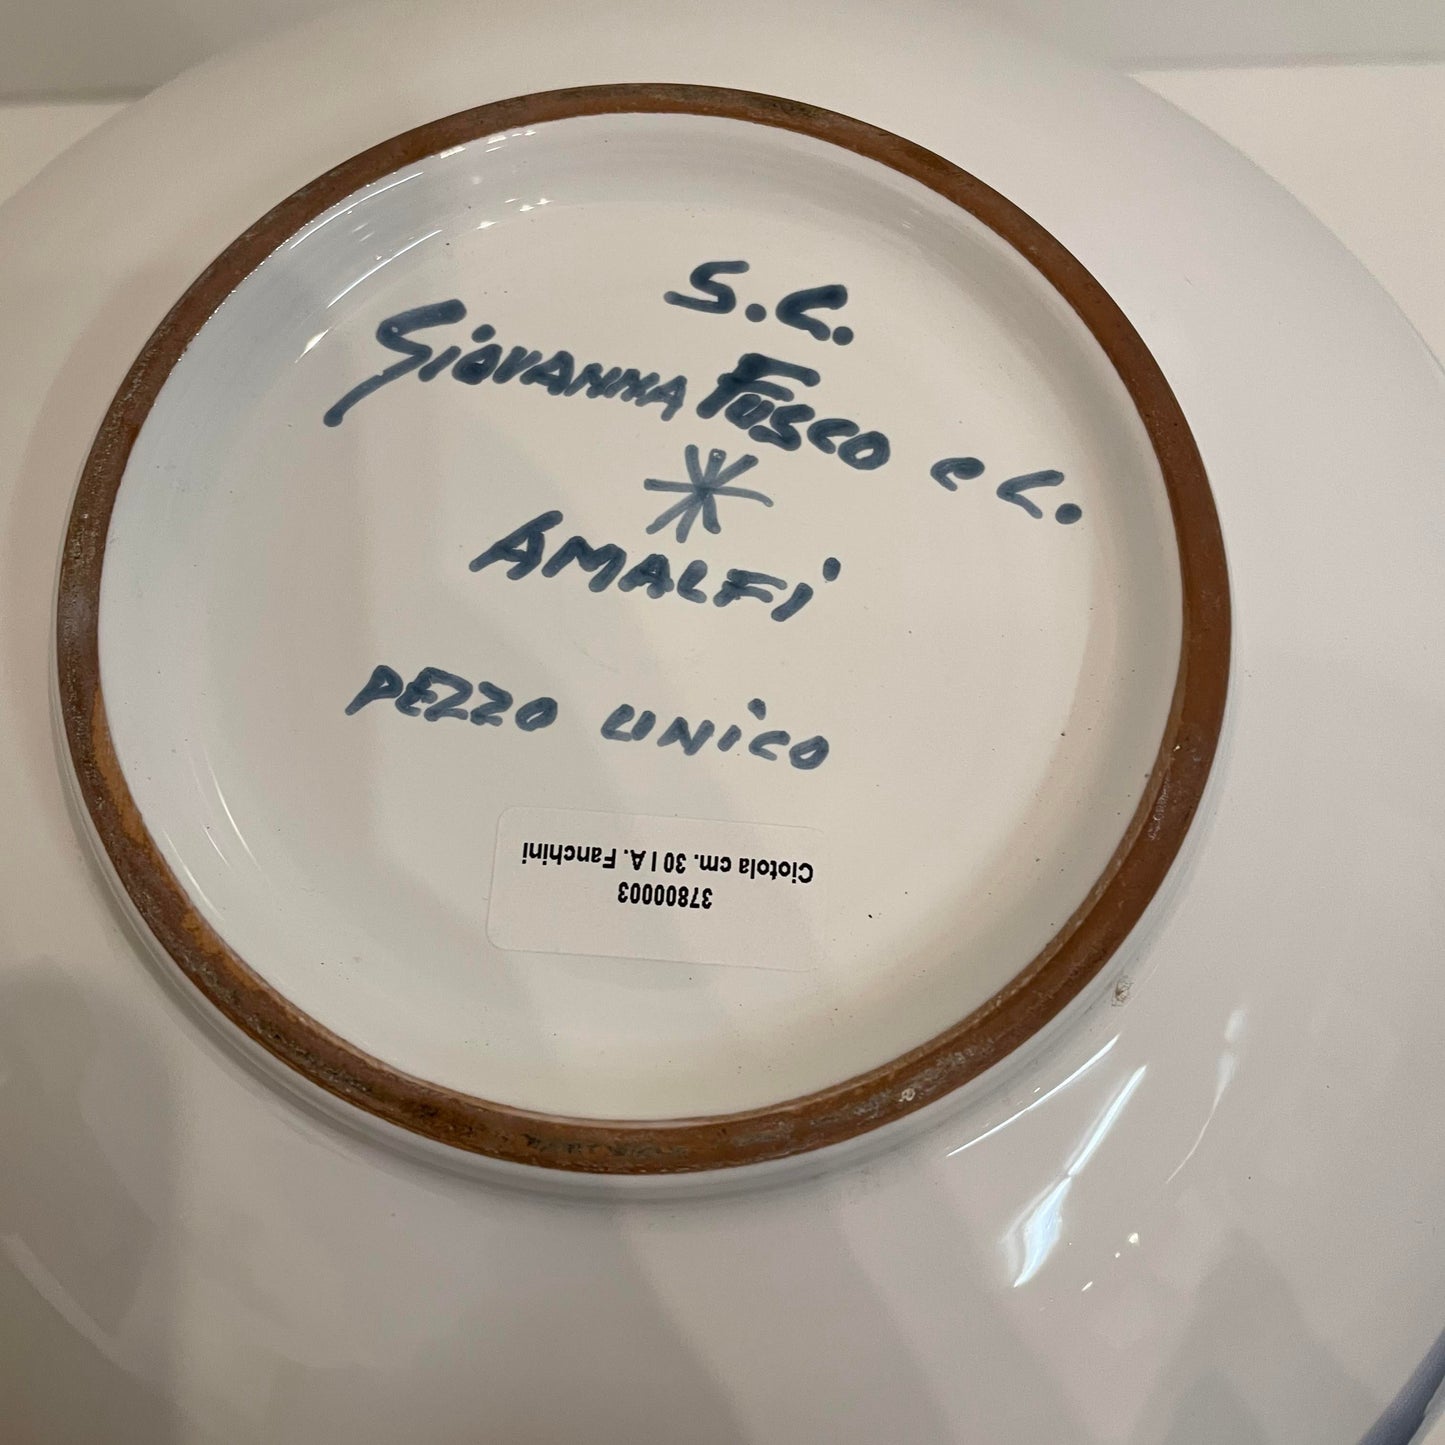 S.C.
Giovanna Fusco e C.
AMALFI
PEZZO UNICO
Ciotola cm. 30 | A. Fanchini
37800003